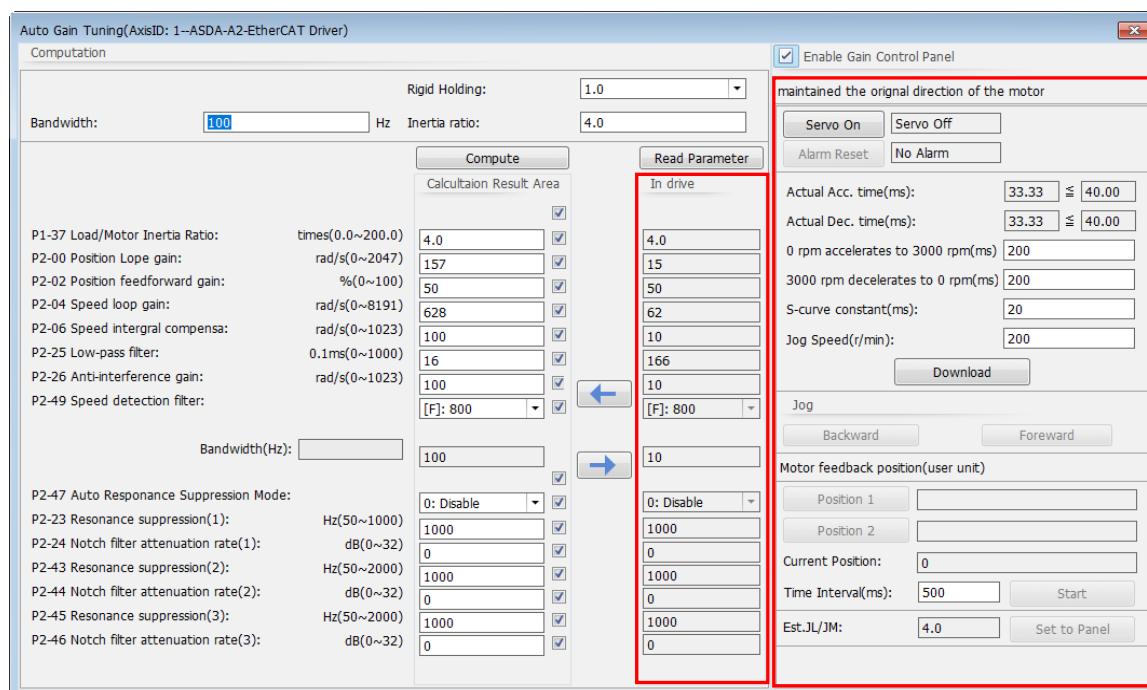 Auto Gain Tuning(AxisID: 1--ASDA-A2-EtherCAT Driver)
Computation
Rigid Holding: 1.0
Bandwidth: 100 Hz Inertia ratio: 4.0
Compute Read Parameter
Calcultaion Result Area In drive
P1-37 Load/Motor Inertia Ratio: times(0.0~200.0) 4.0 4.0
P2-00 Position Lope gain: rad/s(0~2047) 157 15
P2-02 Position feedforward gain: %(0~100) 50 50
P2-04 Speed loop gain: rad/s(0~8191) 628 62
P2-06 Speed intergral compensa: rad/s(0~1023) 100 10
P2-25 Low-pass filter: 0.1ms(0~1000) 16 166
P2-26 Anti-interference gain: rad/s(0~1023) 100 10
P2-49 Speed detection filter: [F]: 800 [F]: 800
Bandwidth(Hz): 100 10
P2-47 Auto Responance Suppression Mode: 0: Disable 0: Disable
P2-23 Resonance suppression(1): Hz(50~1000) 1000 1000
P2-24 Notch filter attenuation rate(1): dB(0~32) 0 0
P2-43 Resonance suppression(2): Hz(50~2000) 1000 1000
P2-44 Notch filter attenuation rate(2): dB(0~32) 0 0
P2-45 Resonance suppression(3): Hz(50~2000) 1000 1000
P2-46 Notch filter attenuation rate(3): dB(0~32) 0 0
Enable Gain Control Panel
maintained the orignal direction of the motor
Servo On Servo Off
Alarm Reset No Alarm
Actual Acc. time(ms): 33.33 ≦ 40.00
Actual Dec. time(ms): 33.33 ≦ 40.00
0 rpm accelerates to 3000 rpm(ms) 200
3000 rpm decelerates to 0 rpm(ms) 200
S-curve constant(ms): 20
Jog Speed(r/min): 200
Download
Jog
Backward Foreward
Motor feedback position(user unit)
Position 1
Position 2
Current Position: 0
Time Interval(ms): 500 Start
Est.JL/JM: 4.0 Set to Panel